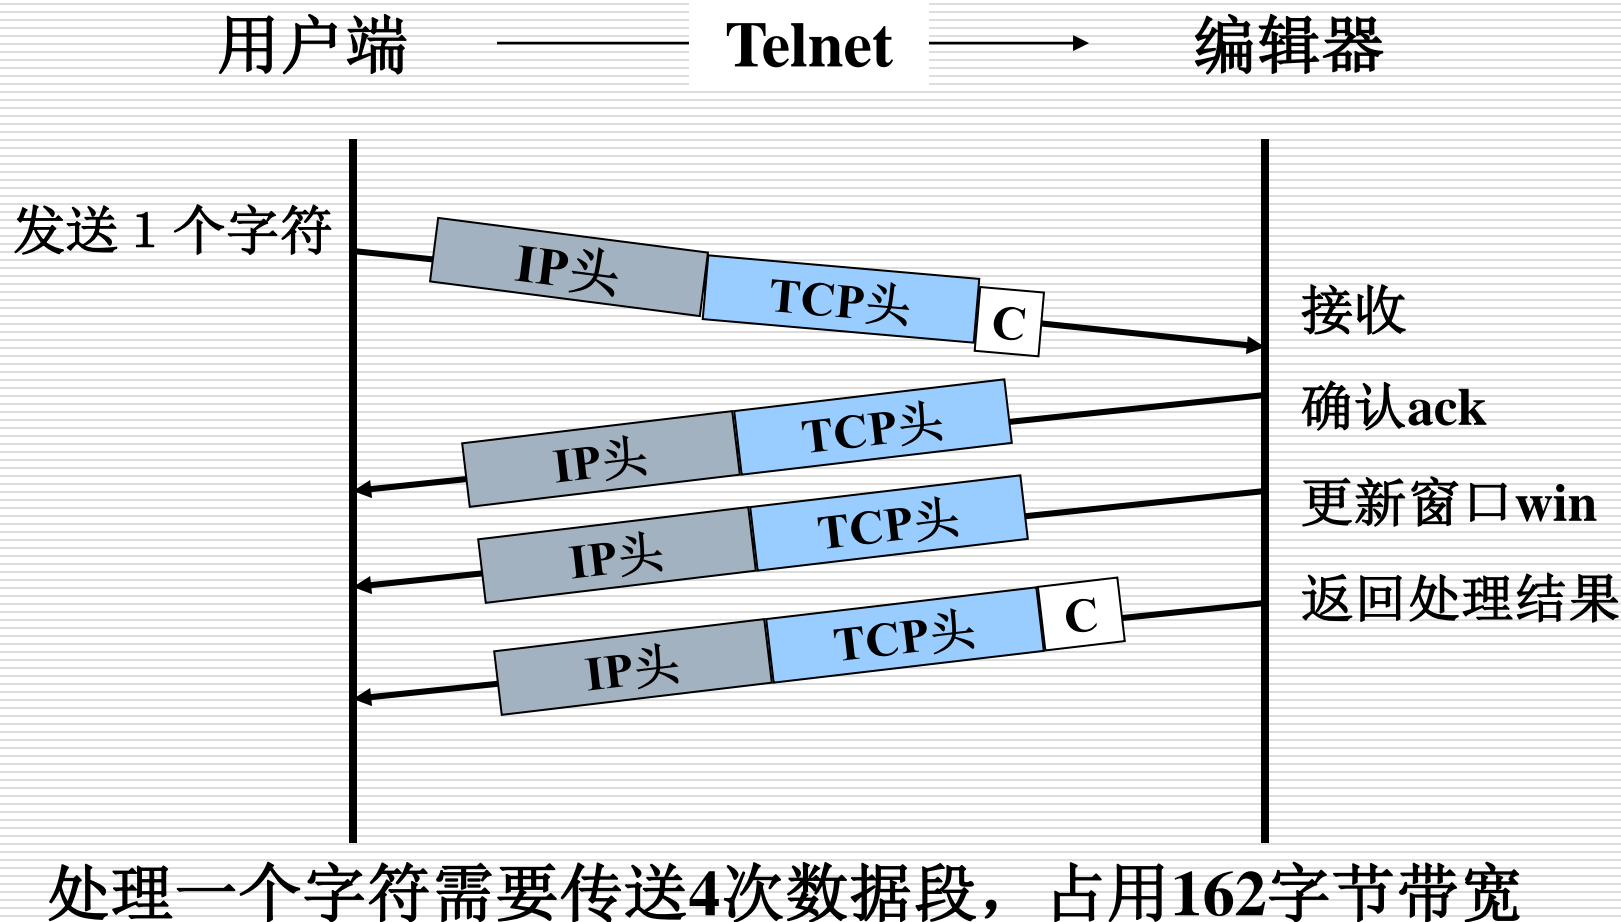 用户端 Telnet 编辑器
发送1个字符
IP头 TCP头 C
接收
IP头 TCP头
确认ack
IP头 TCP头
更新窗口win
IP头 TCP头 C
返回处理结果
处理一个字符需要传送4次数据段，占用162字节带宽